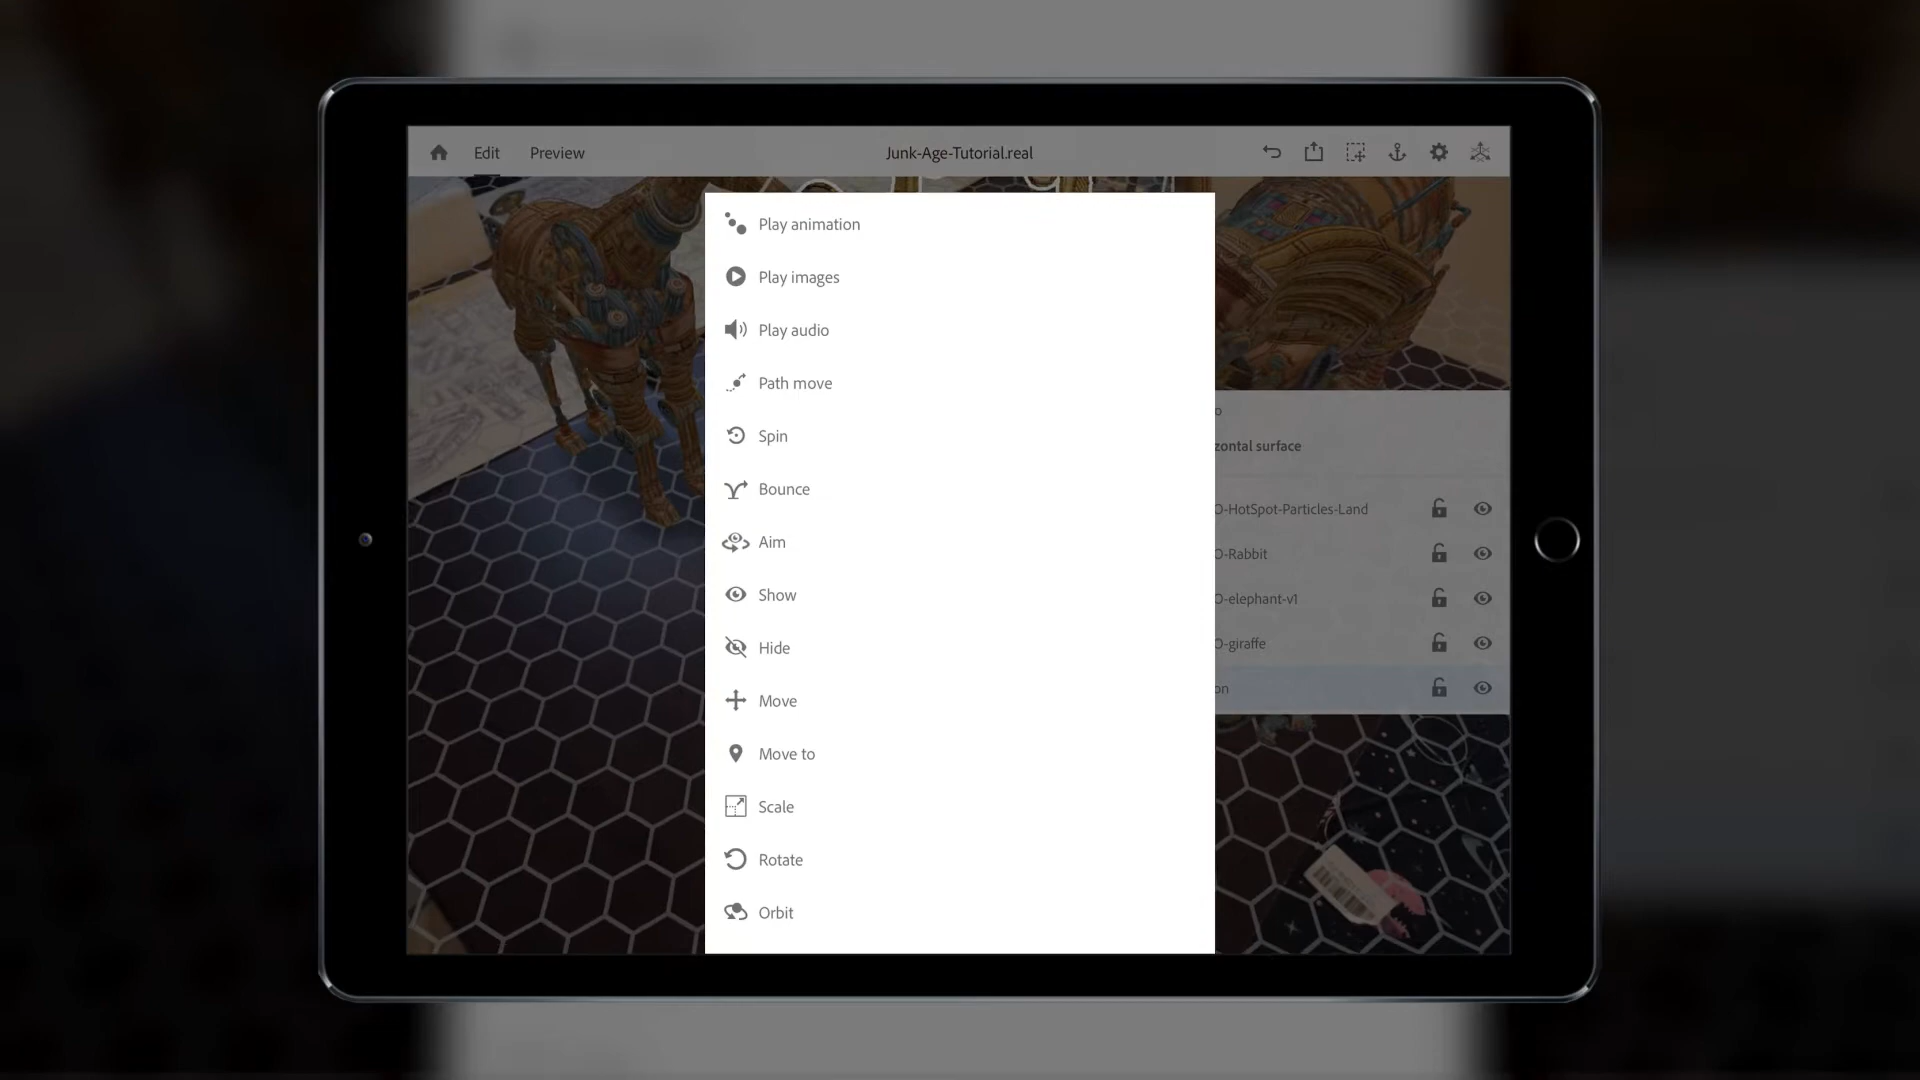 Edit
Preview
Junk-Age-Tutorial.real
Play animation
Play images
Play audio
Path move
Spin
Bounce
Aim
Show
Hide
Move
Move to
Scale
Rotate
Orbit
o
zontal surface
O-HotSpot-Particles-Land
O-Rabbit
O-elephant-v1
O-giraffe
on